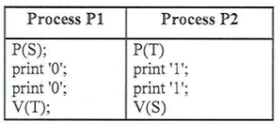 Process P1 Process P2
P(S); P(T)
print '0'; print '1';
print '0'; print '1';
V(T); V(S)